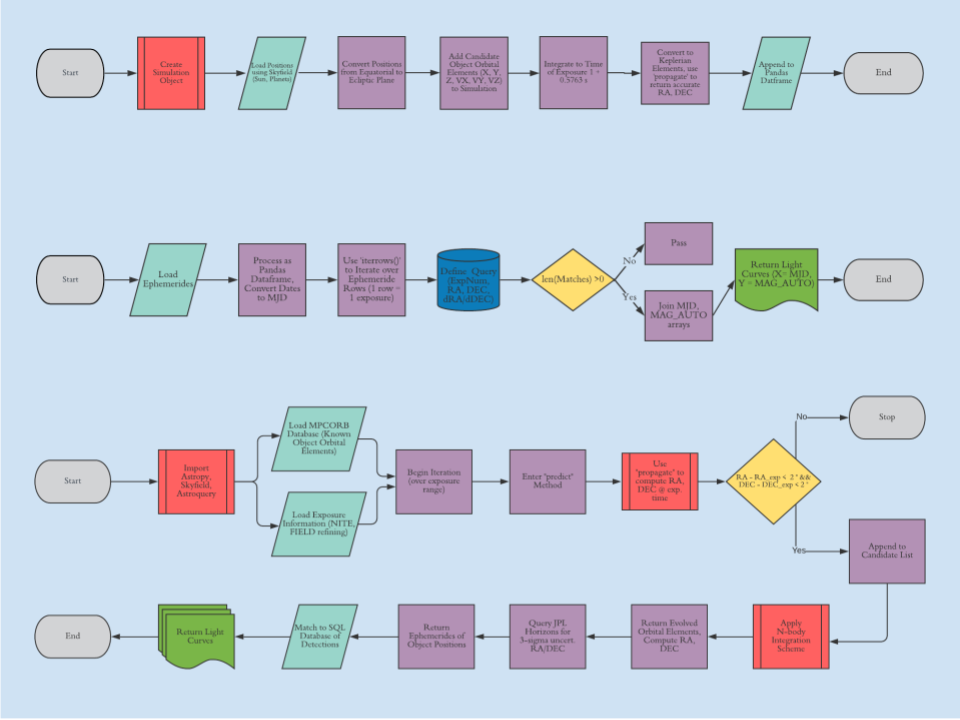 Start
Create
Simulation
Object
Load Positions
using Skyfield
(Sun, Planets)
Convert Positions
from Equatorial to
Ecliptic Plane
Add Candidate
Object Orbital
Elements (X, Y,
Z, VX, VY, VZ)
to Simulation
Integrate to Time
of Exposure 1 +
0.5763 s
Convert to
Keplerian
Elements, use
'propagate' to
return accurate
RA, DEC
Append to
Pandas
Datframe
End
Start
Load
Ephemerides
Process as
Pandas
Dataframe,
Convert Dates
to MJD
Use 'iterrows()'
to Iterate over
Ephemeride
Rows (1 row =
1 exposure)
Define Query
(ExpNum,
RA, DEC,
dRA/dDEC)
len(Matches) >0
No
Pass
Yes
Join MJD,
MAG_AUTO
arrays
Return Light
Curves (X= MJD,
Y = MAG_AUTO)
End
Start
Import
Astropy,
Skyfield,
Astroquery
Load MPCORB
Database (Known
Object Orbital
Elements)
Load Exposure
Information (NITE,
FIELD refining)
Begin Iteration
(over exposure
range)
Enter "predict"
Method
Use
'propagate' to
compute RA,
DEC @ exp.
time
RA - RA_exp < 2 ° &&
DEC - DEC_exp < 2 °
No
Stop
Yes
Append to
Candidate List
Apply
N-body
Integration
Scheme
Return Evolved
Orbital Elements,
Compute RA,
DEC
Query JPL
Horizons for
3-sigma uncert.
RA/DEC
Return
Ephemerides of
Object Positions
Match to SQL
Database of
Detections
Return Light
Curves
End